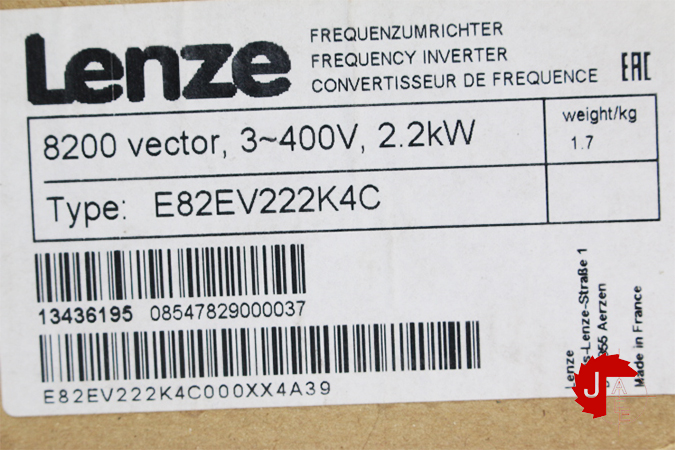 Lenze
FREQUENZUMRICHTER
FREQUENCY INVERTER
CONVERTISSEUR DE FREQUENCE
EAC
8200 vector, 3~400V, 2.2kW
weight/kg
1.7
Type: E82EV222K4C
13436195 08547829000037
E82EV222K4C000XX4A39
Lenze
-Lenze-Straße 1
Aerzen
Made in France
JA